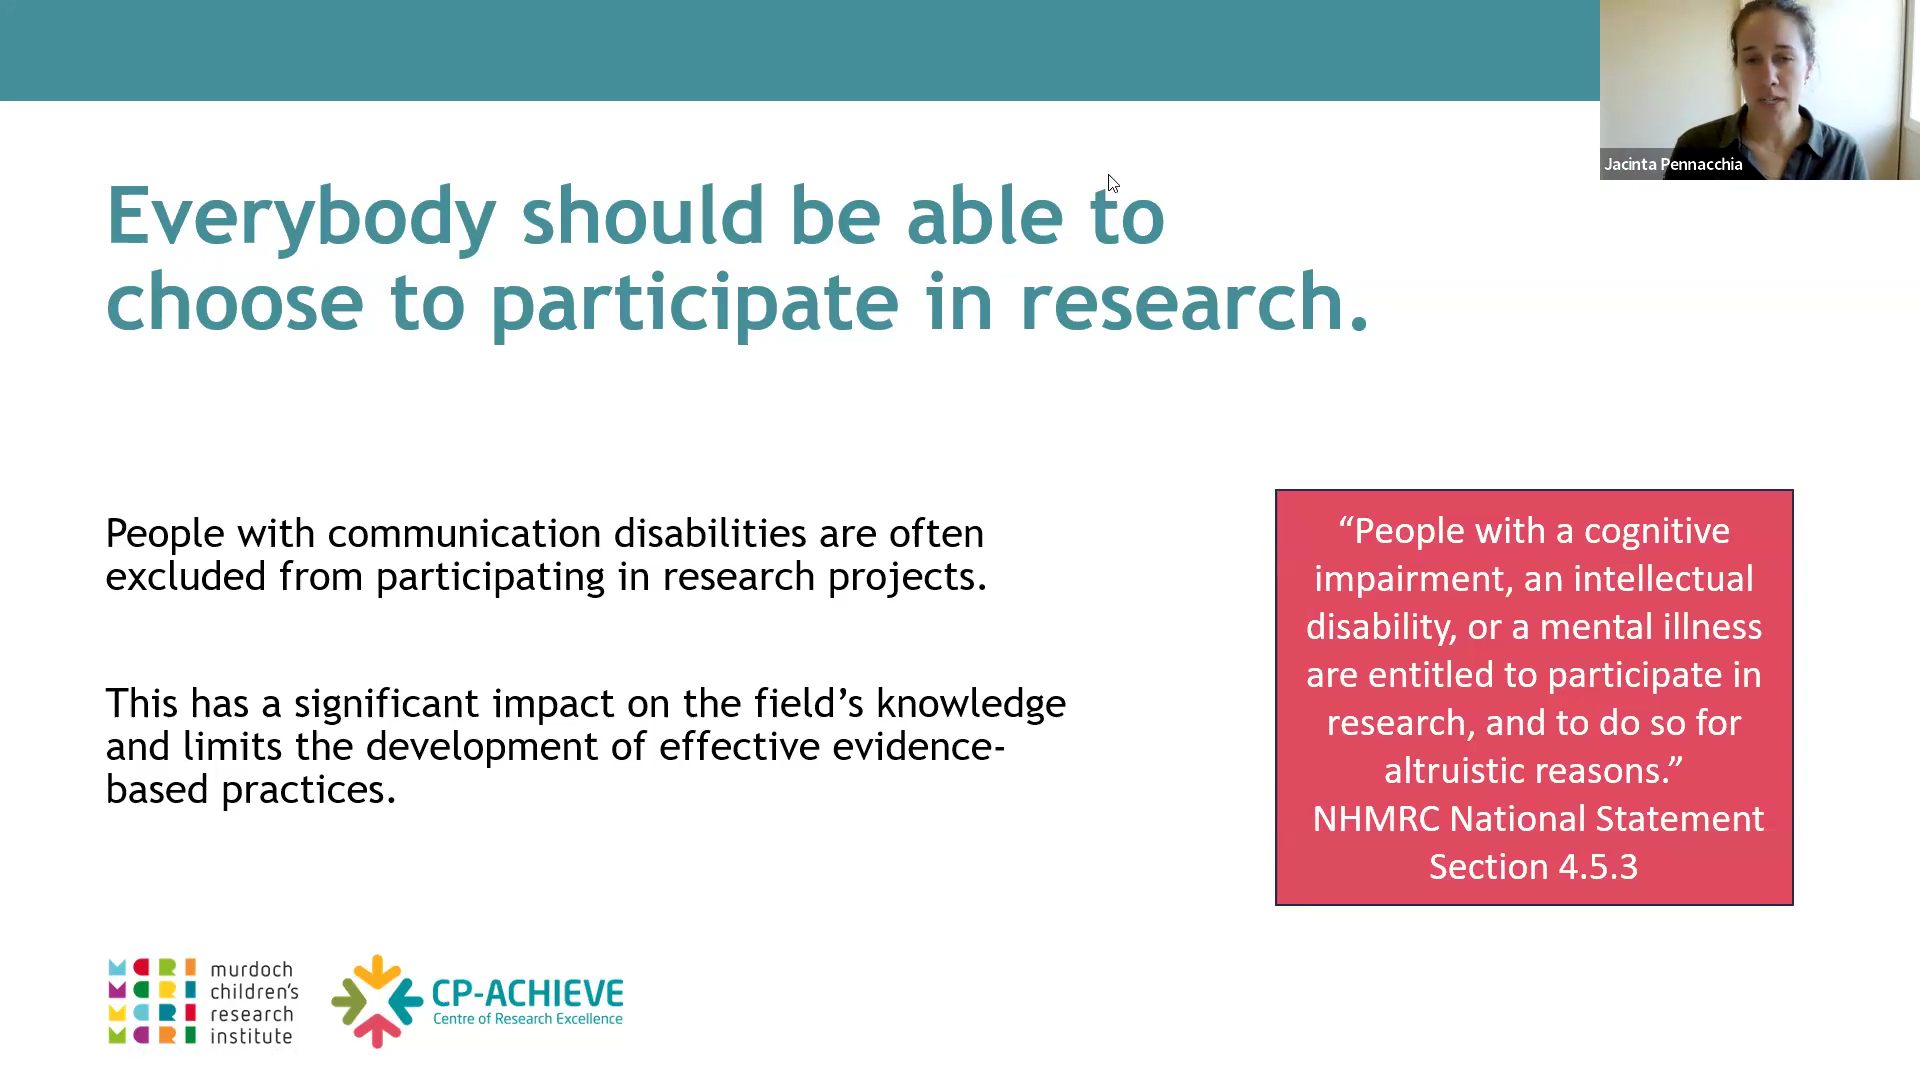 Jacinta Pennacchia
Everybody should be able to
choose to participate in research.
People with communication disabilities are often
excluded from participating in research projects.
This has a significant impact on the field’s knowledge
and limits the development of effective evidence-
based practices.
“People with a cognitive
impairment, an intellectual
disability, or a mental illness
are entitled to participate in
research, and to do so for
altruistic reasons.”
NHMRC National Statement
Section 4.5.3
MCRI
MCRI
MCRI
MCRI
murdoch
children’s
research
institute
CP-ACHIEVE
Centre of Research Excellence